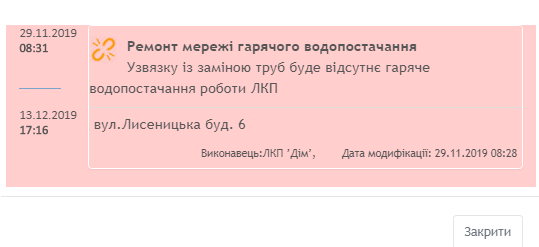 29.11.2019
08:31
13.12.2019
17:16
Ремонт мережі гарячого водопостачання
Узвязку із заміною труб буде відсутнє гаряче
водопостачання роботи ЛКП
вул.Лисеницька буд. 6
Виконавець:ЛКП 'Дім', Дата модифікації: 29.11.2019 08:28
Закрити